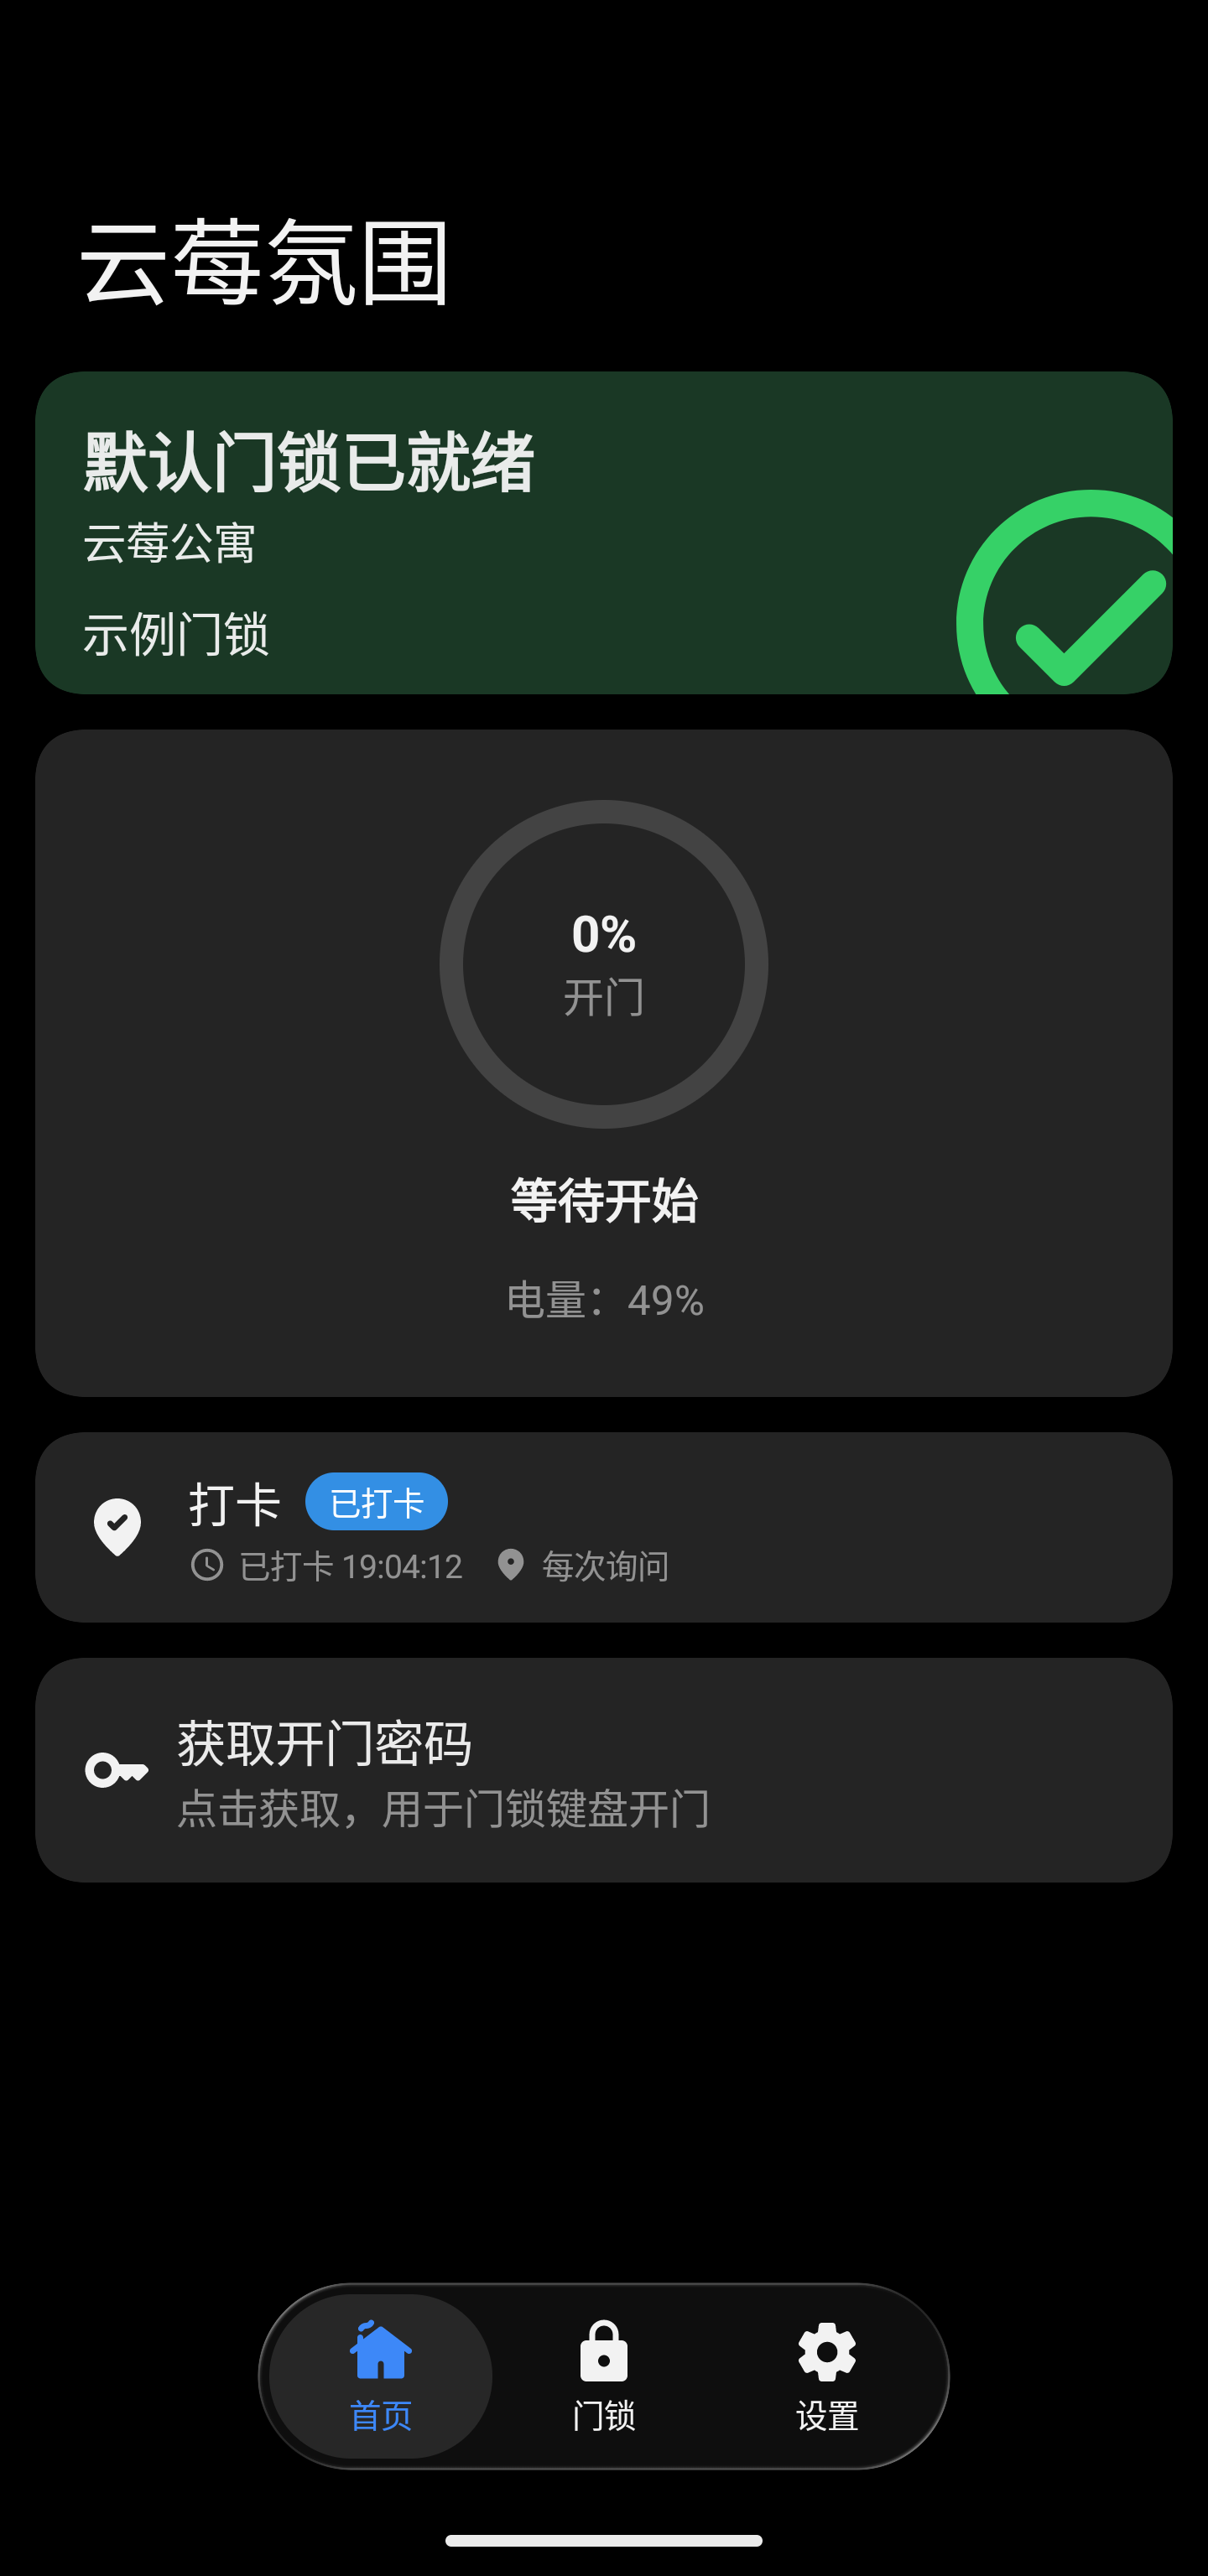 云莓氛围
默认门锁已就绪
云莓公寓
示例门锁
0%
开门
等待开始
电量：49%
打卡 已打卡
已打卡 19:04:12 每次询问
获取开门密码
点击获取，用于门锁键盘开门
首页 门锁 设置